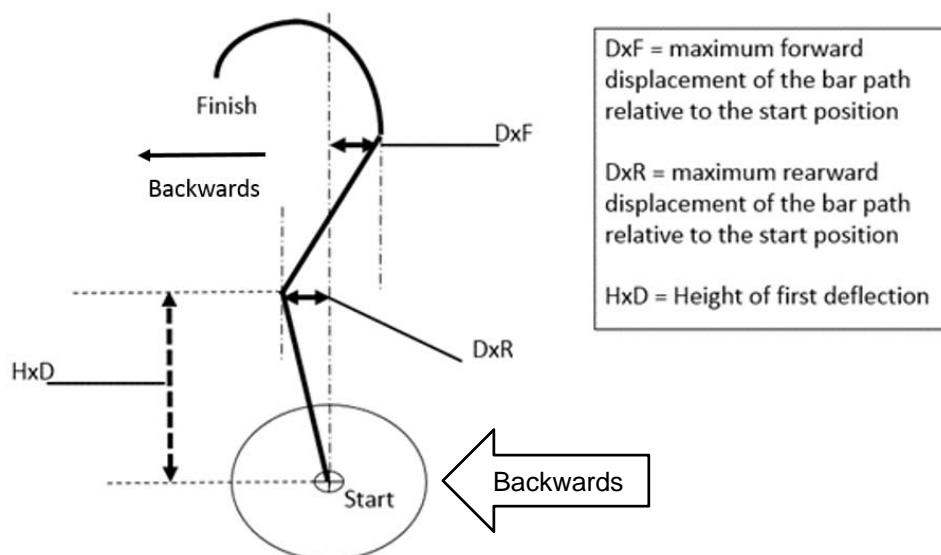 DxF = maximum forward
displacement of the bar path
relative to the start position
DxR = maximum rearward
displacement of the bar path
relative to the start position
HxD = Height of first deflection
Finish
DxF
Backwards
DxR
HxD
Backwards
Start